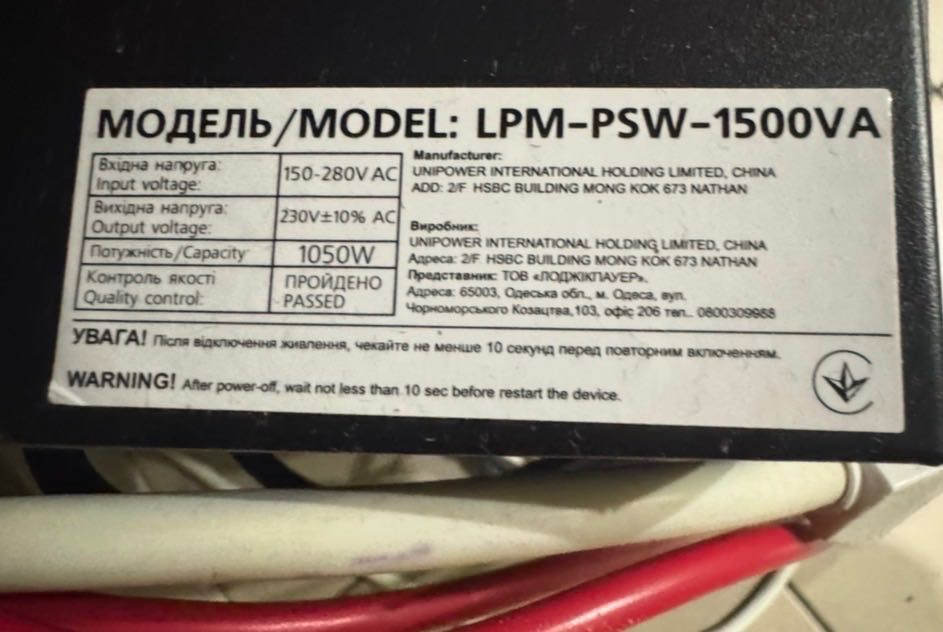 МОДЕЛЬ/MODEL: LPM-PSW-1500VA
Вхідна напруга:
Input voltage:
150-280V AC
Вихідна напруга:
Output voltage:
230V±10% AC
Потужність/Capacity
1050W
Контроль якості
Quality control:
ПРОЙДЕНО
PASSED
Manufacturer:
UNIPOWER INTERNATIONAL HOLDING LIMITED, CHINA
ADD: 2/F HSBC BUILDING MONG KOK 673 NATHAN
Виробник:
UNIPOWER INTERNATIONAL HOLDING LIMITED, CHINA
Адреса: 2/F HSBC BUILDING MONG KOK 673 NATHAN
Представник: ТОВ «ЛОДЖІКПАУЕР».
Адреса: 65003, Одеська обл., м. Одеса, вул.
Чорноморського Козацтва,103, офіс 206 тел.. 0800309988
УВАГА! Після відключення живлення, чекайте не менше 10 секунд перед повторним включенням.
WARNING! After power-off, wait not less than 10 sec before restart the device.